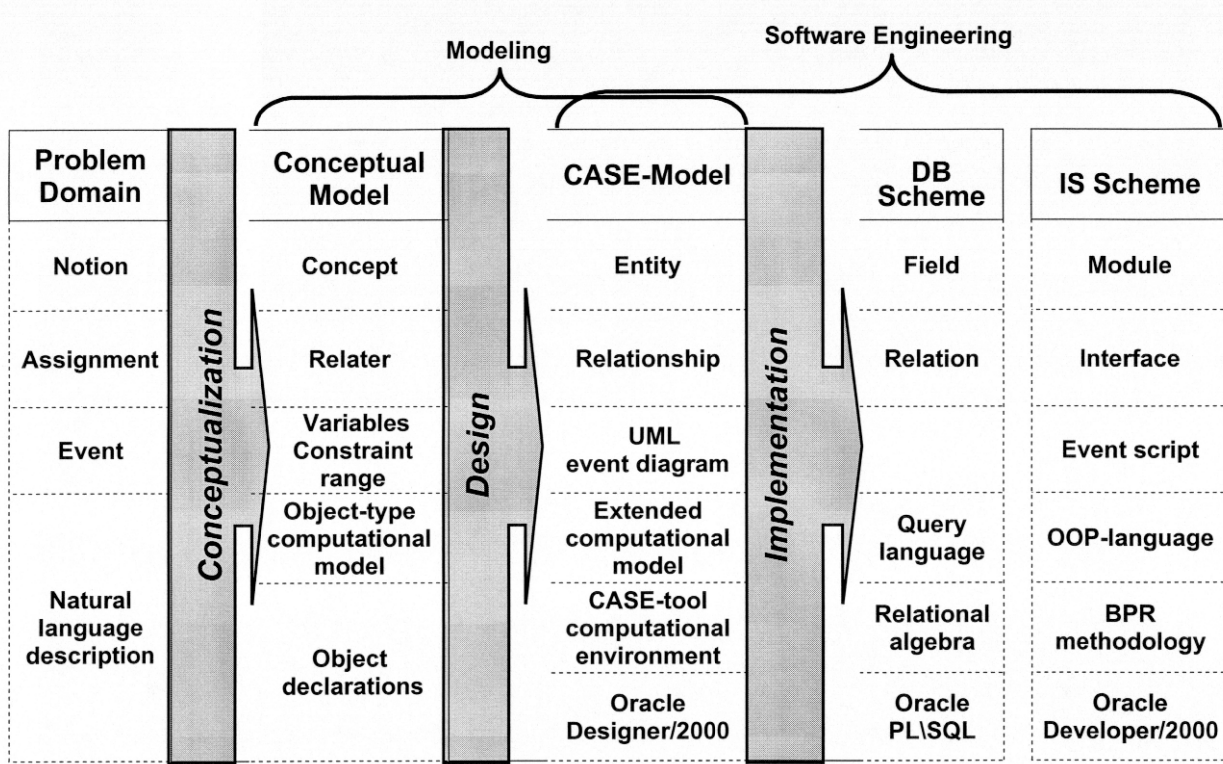 Modeling
Software Engineering
Problem
Domain
Conceptual
Model
CASE-Model
DB
Scheme
IS Scheme
Notion
Concept
Entity
Field
Module
Assignment
Relater
Relationship
Relation
Interface
Event
Variables
Constraint
range
UML
event diagram
Event script
Natural
language
description
Object-type
computational
model
Extended
computational
model
Query
language
OOP-language
Object
declarations
CASE-tool
computational
environment
Relational
algebra
BPR
methodology
Oracle
Designer/2000
Oracle
PL\SQL
Oracle
Developer/2000
Conceptualization
Design
Implementation